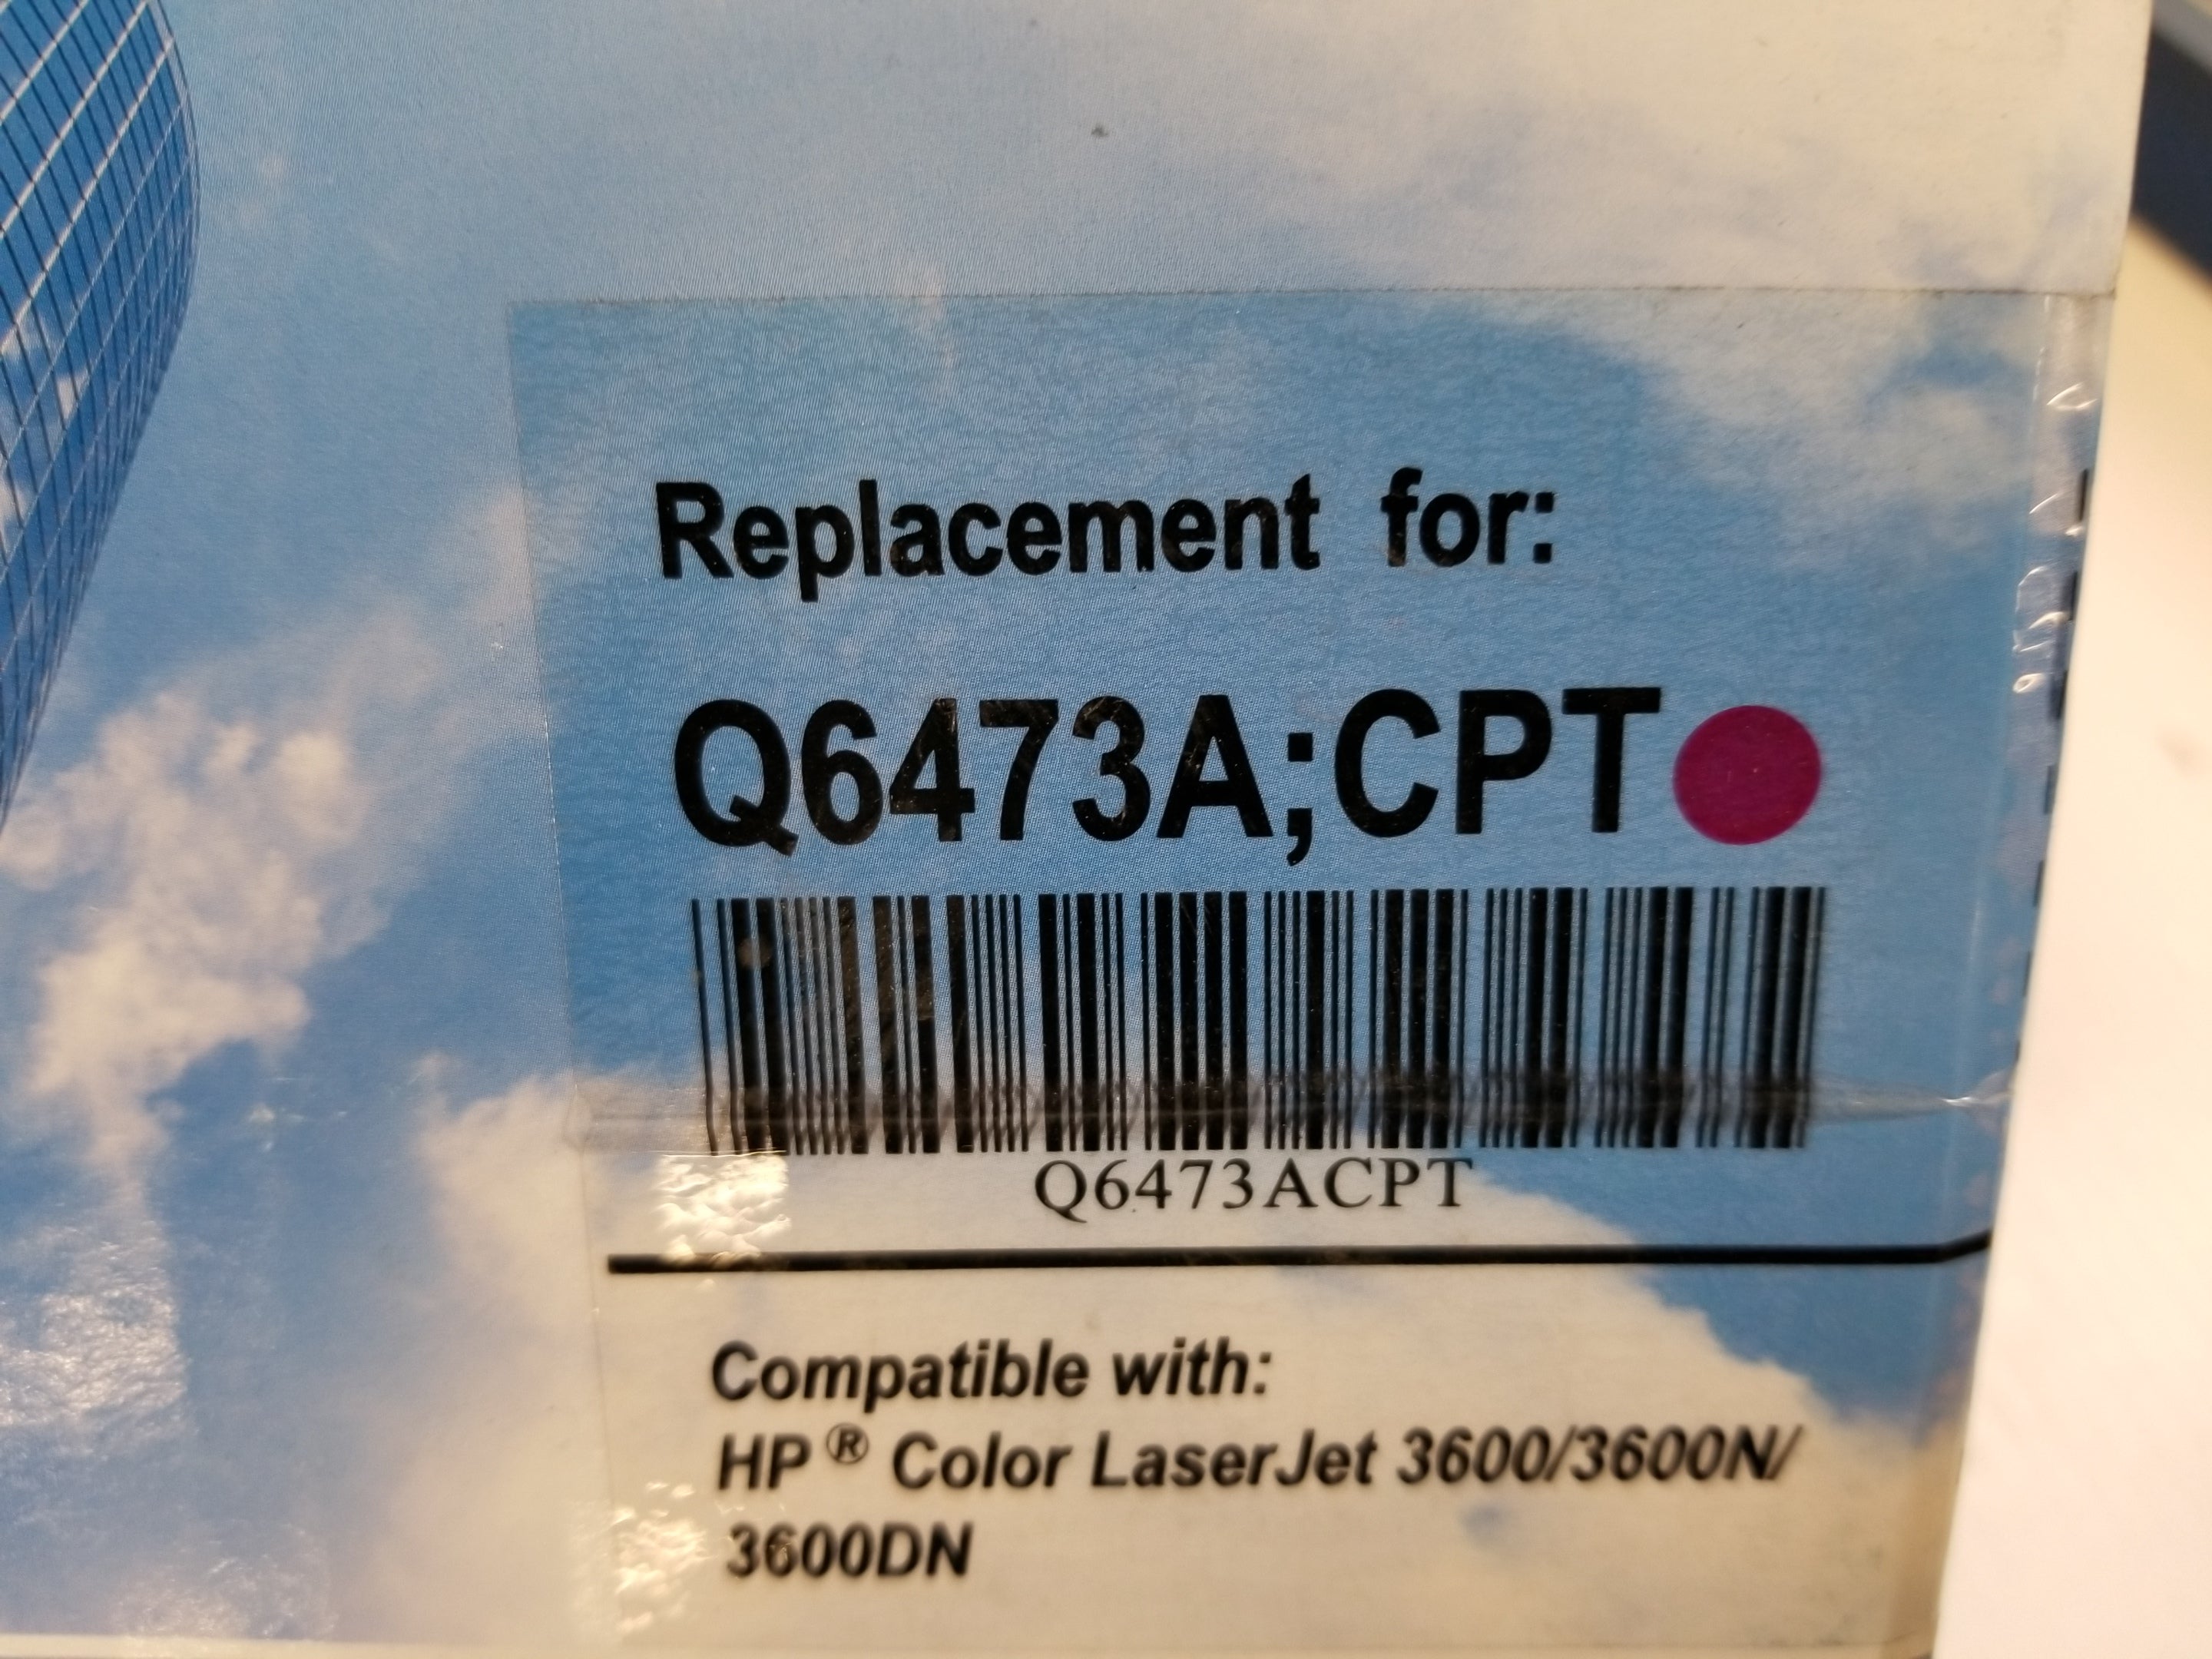 Replacement for:
Q6473A;CPT
Q6473ACPT
Compatible with:
HP® Color LaserJet 3600/3600N/
3600DN